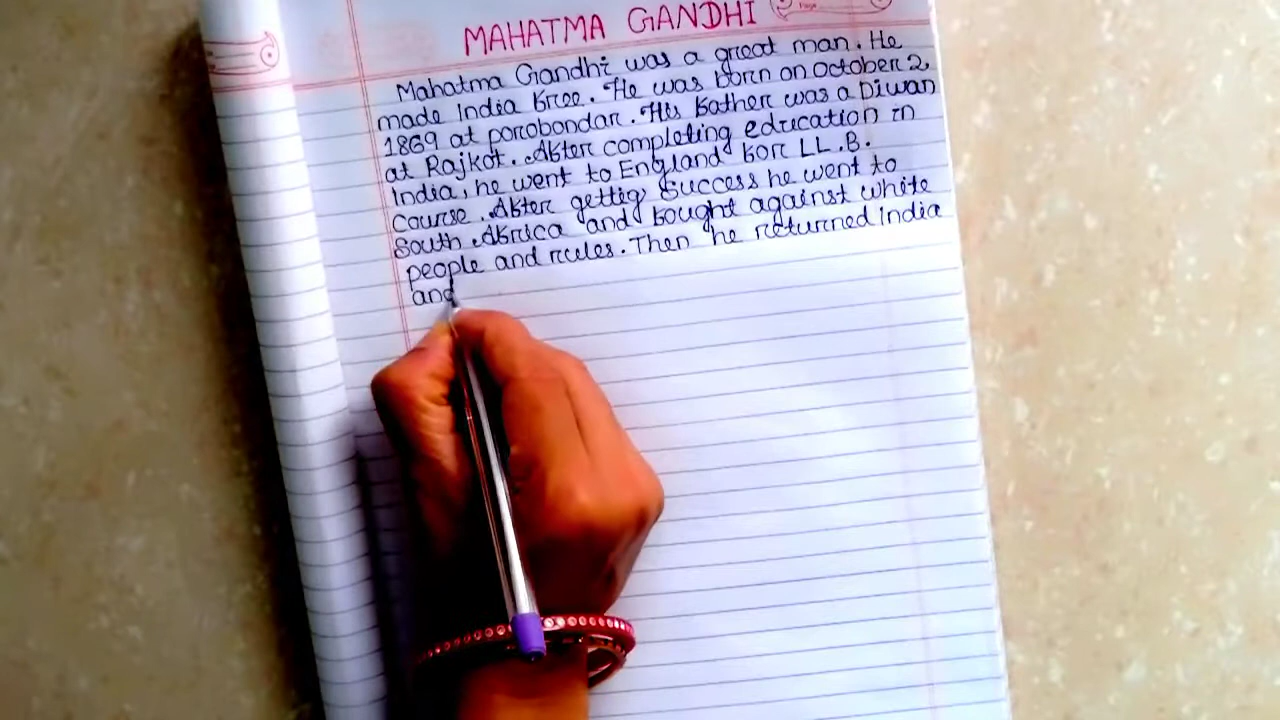 MAHATMA GANDHI
Mahatma Gandhi was a great man. He
made India free. He was born on October 2,
1869 at porobondar. His father was a Diwan
at Rajkot. After completing education in
India, he went to England for LL.B.
course. After gettig success he went to
South Africa and fought against white
people and rules. Then he returned India
and